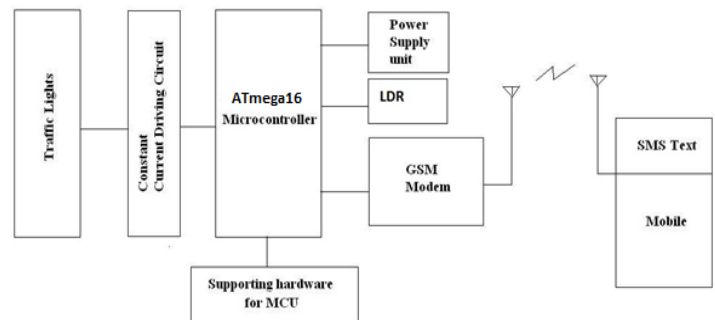 Traffic Lights
Constant
Current Driving Circuit
ATmega16
Microcontroller
Power
Supply
unit
LDR
GSM
Modem
SMS Text
Mobile
Supporting hardware
for MCU